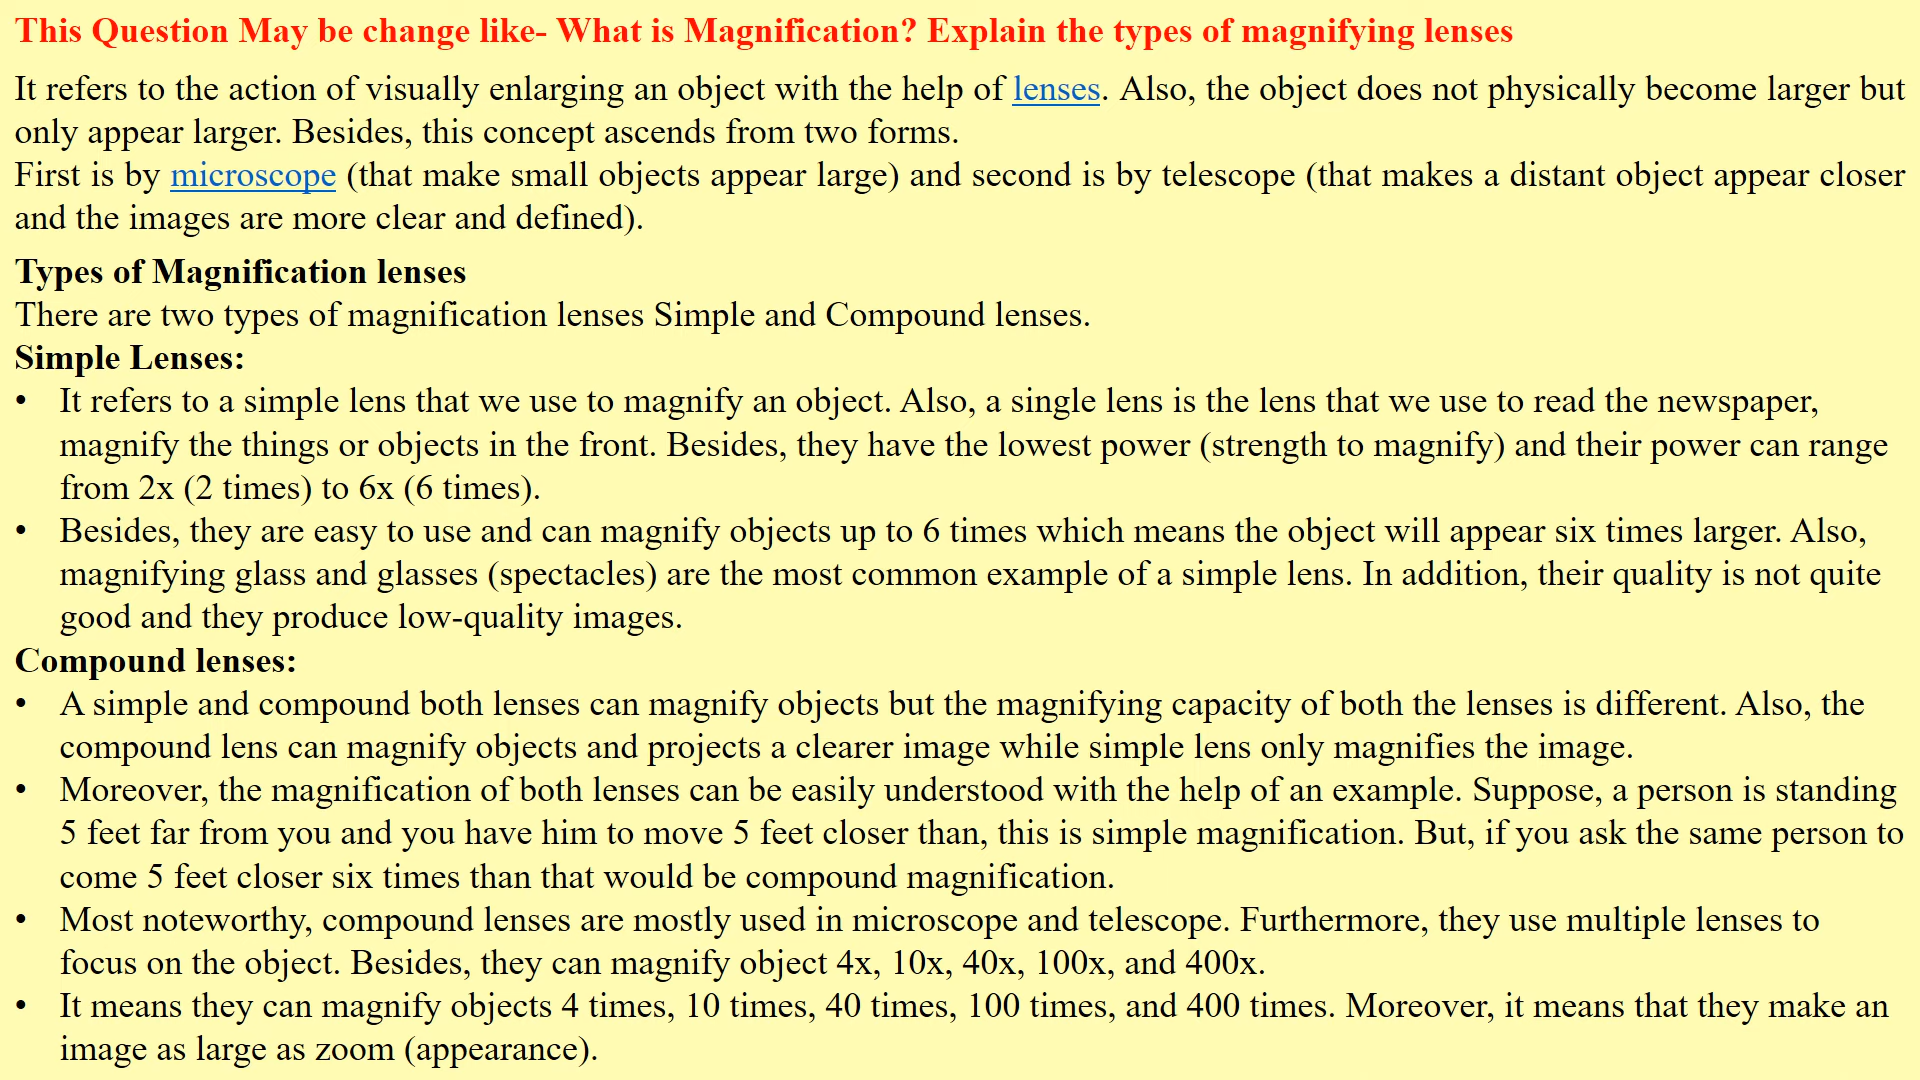 This Question May be change like- What is Magnification? Explain the types of magnifying lenses
It refers to the action of visually enlarging an object with the help of lenses. Also, the object does not physically become larger but
only appear larger. Besides, this concept ascends from two forms.
First is by microscope (that make small objects appear large) and second is by telescope (that makes a distant object appear closer
and the images are more clear and defined).
Types of Magnification lenses
There are two types of magnification lenses Simple and Compound lenses.
Simple Lenses:
• It refers to a simple lens that we use to magnify an object. Also, a single lens is the lens that we use to read the newspaper,
magnify the things or objects in the front. Besides, they have the lowest power (strength to magnify) and their power can range
from 2x (2 times) to 6x (6 times).
• Besides, they are easy to use and can magnify objects up to 6 times which means the object will appear six times larger. Also,
magnifying glass and glasses (spectacles) are the most common example of a simple lens. In addition, their quality is not quite
good and they produce low-quality images.
Compound lenses:
• A simple and compound both lenses can magnify objects but the magnifying capacity of both the lenses is different. Also, the
compound lens can magnify objects and projects a clearer image while simple lens only magnifies the image.
• Moreover, the magnification of both lenses can be easily understood with the help of an example. Suppose, a person is standing
5 feet far from you and you have him to move 5 feet closer than, this is simple magnification. But, if you ask the same person to
come 5 feet closer six times than that would be compound magnification.
• Most noteworthy, compound lenses are mostly used in microscope and telescope. Furthermore, they use multiple lenses to
focus on the object. Besides, they can magnify object 4x, 10x, 40x, 100x, and 400x.
• It means they can magnify objects 4 times, 10 times, 40 times, 100 times, and 400 times. Moreover, it means that they make an
image as large as zoom (appearance).